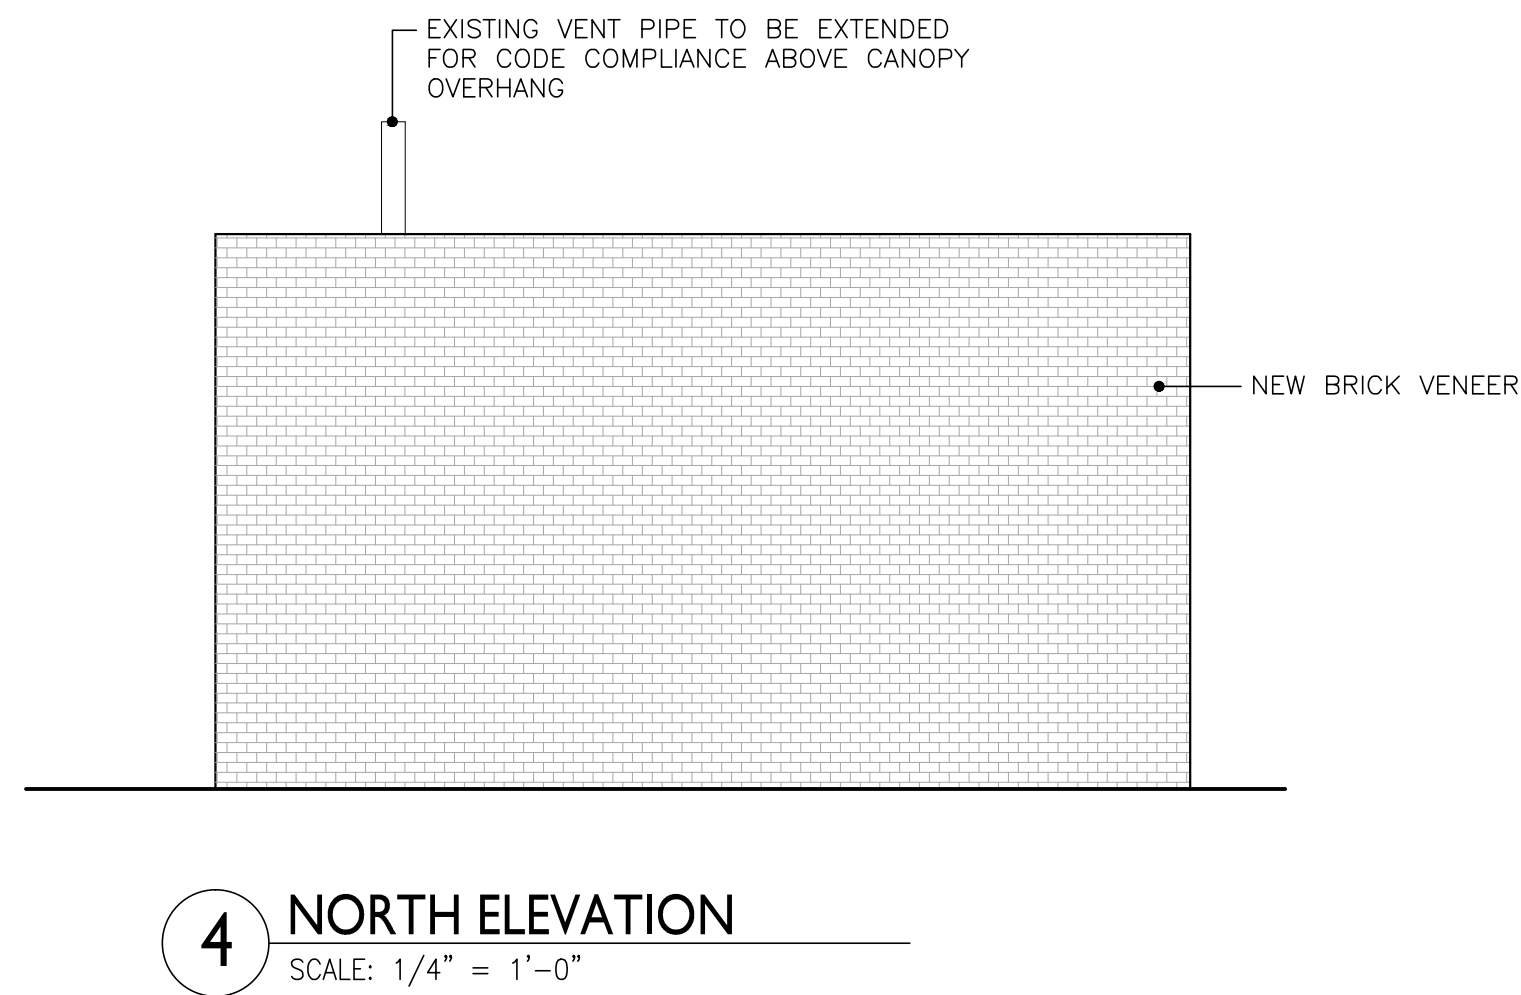 EXISTING VENT PIPE TO BE EXTENDED
FOR CODE COMPLIANCE ABOVE CANOPY
OVERHANG
NEW BRICK VENEER
4
NORTH ELEVATION
SCALE: 1/4" = 1'-0"